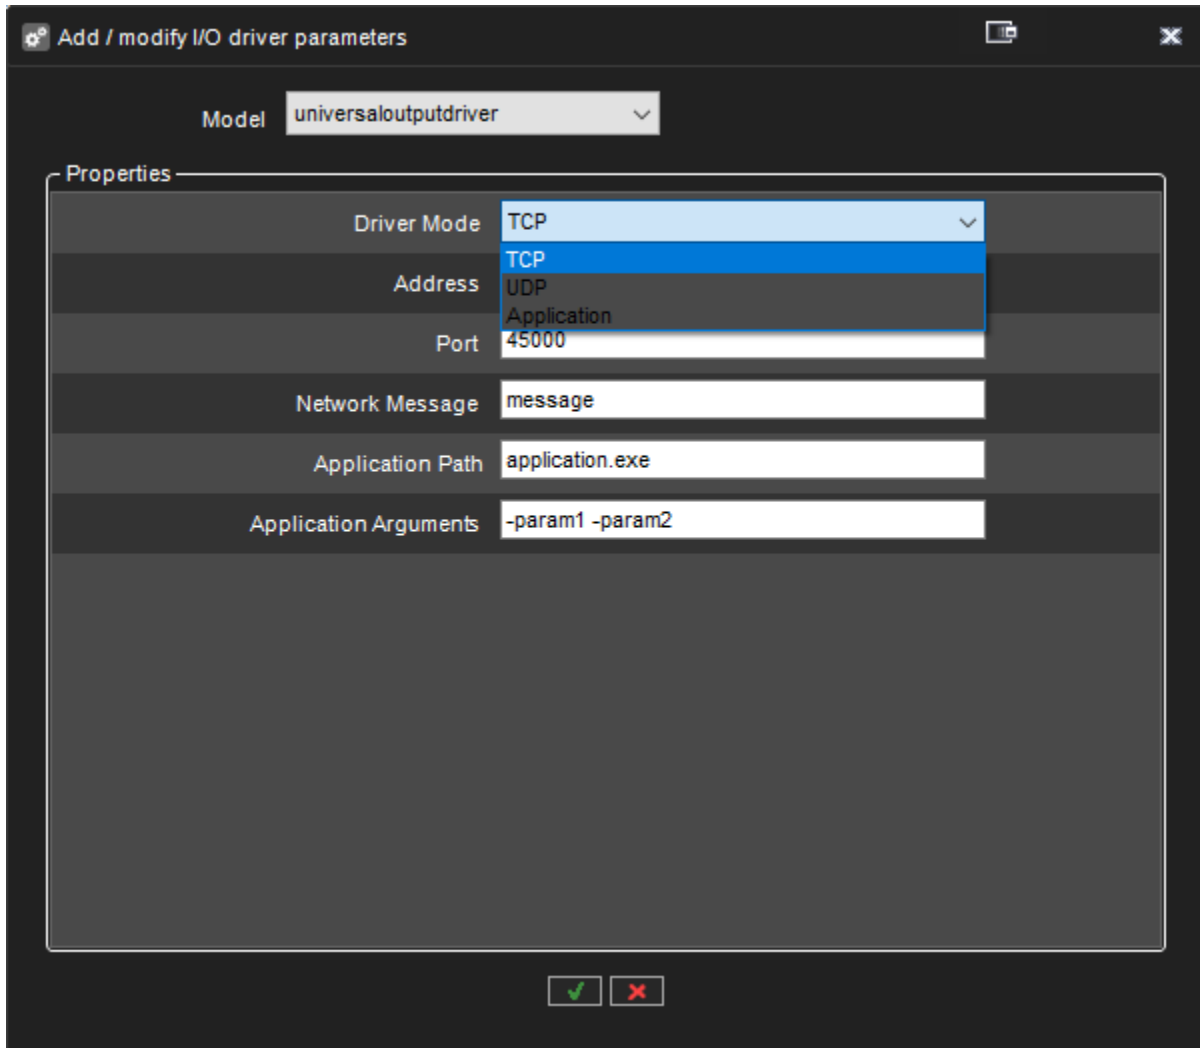 Add / modify I/O driver parameters
Model universaloutputdriver
Properties
Driver Mode TCP
TCP
Address UDP
Application
Port 45000
Network Message message
Application Path application.exe
Application Arguments -param1 -param2